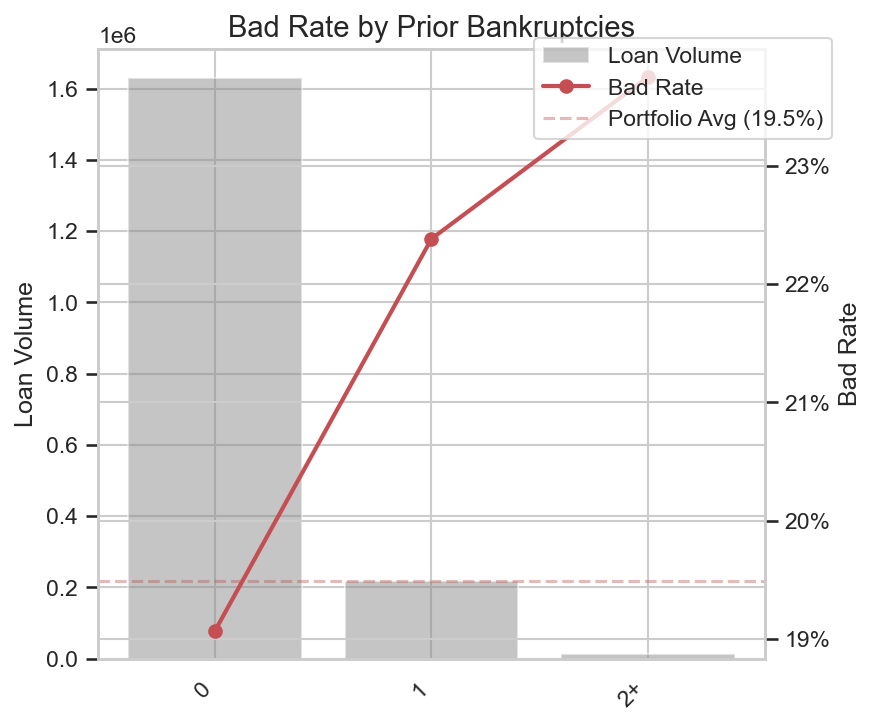 Bad Rate by Prior Bankruptcies
1e6
Loan Volume
Bad Rate
Portfolio Avg (19.5%)
1.6
1.4
1.2
1.0
0.8
0.6
0.4
0.2
0.0
Loan Volume
23%
22%
21%
20%
19%
Bad Rate
0
1
2+